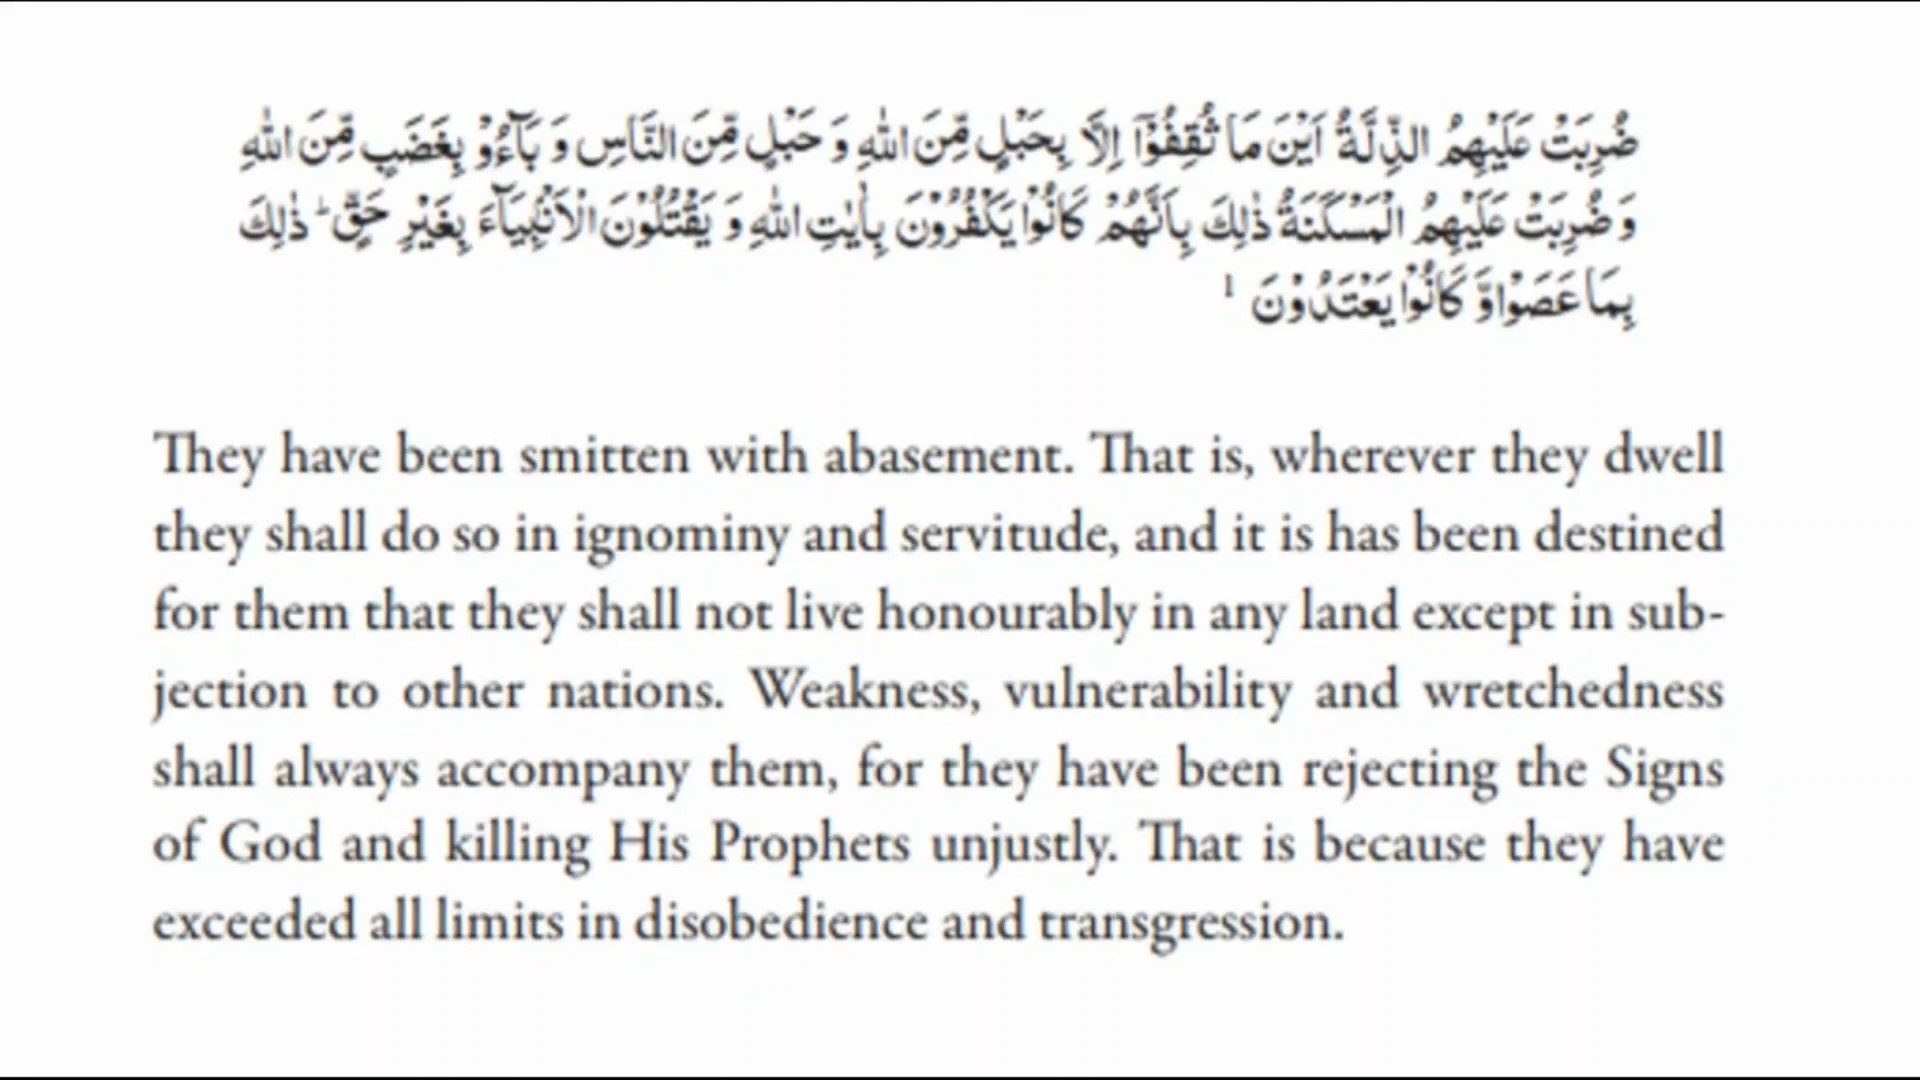 ضُرِبَتْ عَلَيْهِمُ الذِّلَّةُ اَيْنَ مَا ثُقِفُوْۤا اِلَّا بِحَبْلٍ مِّنَ اللّٰهِ وَ حَبْلٍ مِّنَ النَّاسِ وَ بَآءُوْ بِغَضَبٍ مِّنَ اللّٰهِ
وَ ضُرِبَتْ عَلَيْهِمُ الْمَسْكَنَةُ ذٰلِكَ بِاَنَّهُمْ كَانُوْا يَكْفُرُوْنَ بِاٰيٰتِ اللّٰهِ وَ يَقْتُلُوْنَ الْاَنْۢبِيَآءَ بِغَيْرِ حَقٍّ ؕ ذٰلِكَ
بِمَا عَصَوْا وَّ كَانُوْا يَعْتَدُوْنَ 1
They have been smitten with abasement. That is, wherever they dwell
they shall do so in ignominy and servitude, and it is has been destined
for them that they shall not live honourably in any land except in sub-
jection to other nations. Weakness, vulnerability and wretchedness
shall always accompany them, for they have been rejecting the Signs
of God and killing His Prophets unjustly. That is because they have
exceeded all limits in disobedience and transgression.